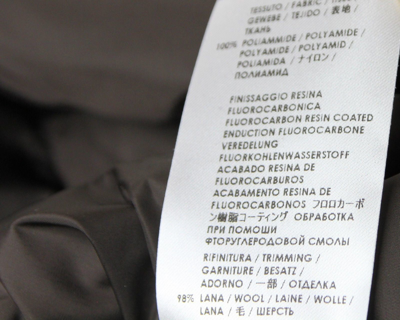 TESSUTO / FABRIC / TISSU
GEWEBE / TEJIDO / 表地
ТКАНЬ
100% POLIAMMIDE / POLYAMIDE
/ POLYAMIDE / POLYAMID /
POLIAMIDA / ナイロン /
ПОЛИАМИД
FINISSAGGIO RESINA
FLUOROCARBONICA
FLUOROCARBON RESIN COATED
ENDUCTION FLUOROCARBONE
VEREDELUNG
FLUORKOHLENWASSERSTOFF
ACABADO RESINA DE
FLUOROCARBUROS
ACABAMENTO RESINA DE
FLUOROCARBONOS フロロカーボ
ン樹脂コーティング ОБРАБОТКА
ПРИ ПОМОЩИ
ФТОРУГЛЕРОДОВОЙ СМОЛЫ
RIFINITURA / TRIMMING /
GARNITURE / BESATZ /
ADORNO / 一部 / ОТДЕЛКА
98% LANA / WOOL / LAINE / WOLLE /
LANA / 毛 / ШЕРСТЬ